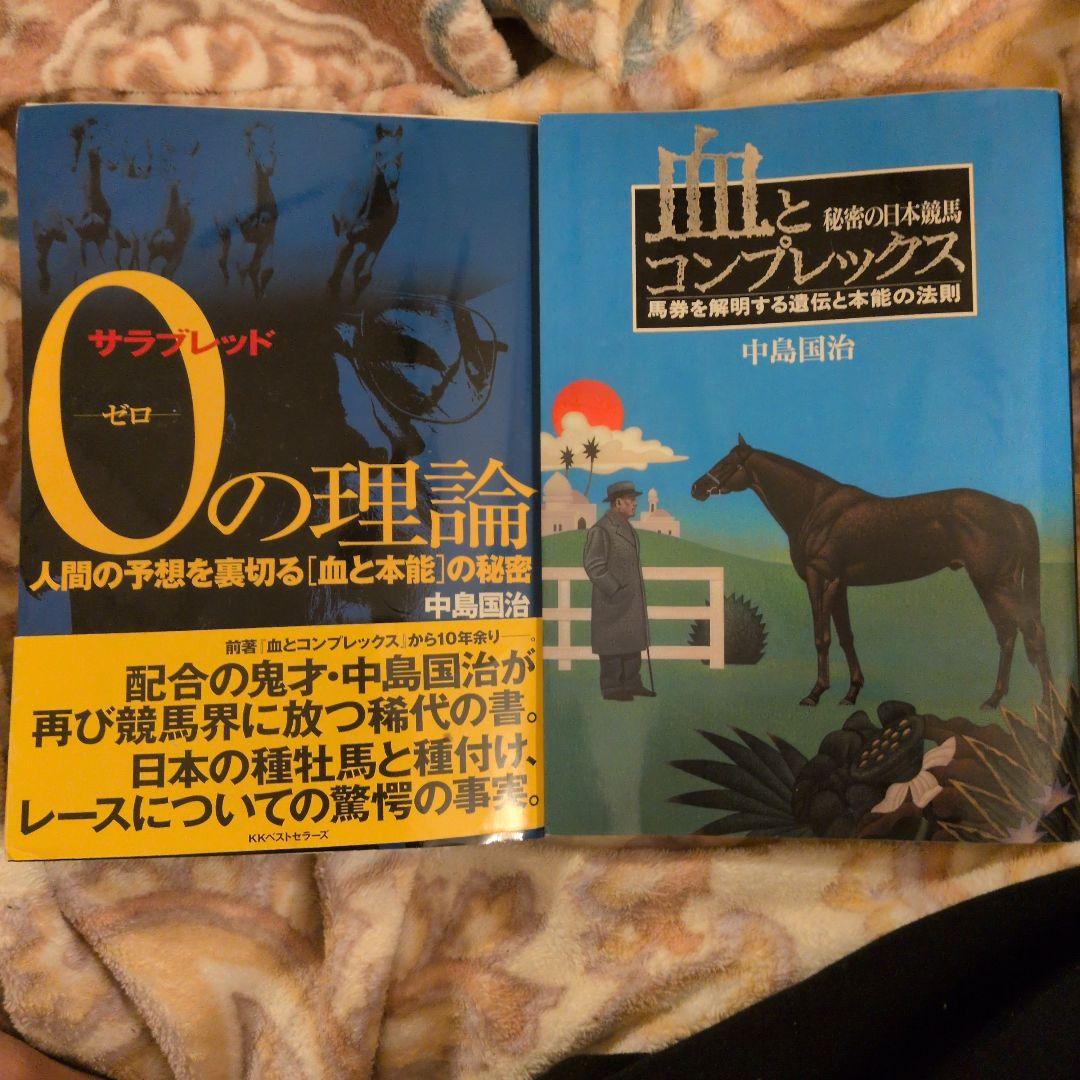 サラブレッド
0
ゼロ
の理論
人間の予想を裏切る[血と本能]の秘密
中島国治
前著『血とコンプレックス』から10年余り――。
配合の鬼才・中島国治が
再び競馬界に放つ稀代の書。
日本の種牡馬と種付け、
レースについての驚愕の事実。
KKベストセラーズ
血と 秘密の日本競馬
コンプレックス
馬券を解明する遺伝と本能の法則
中島国治